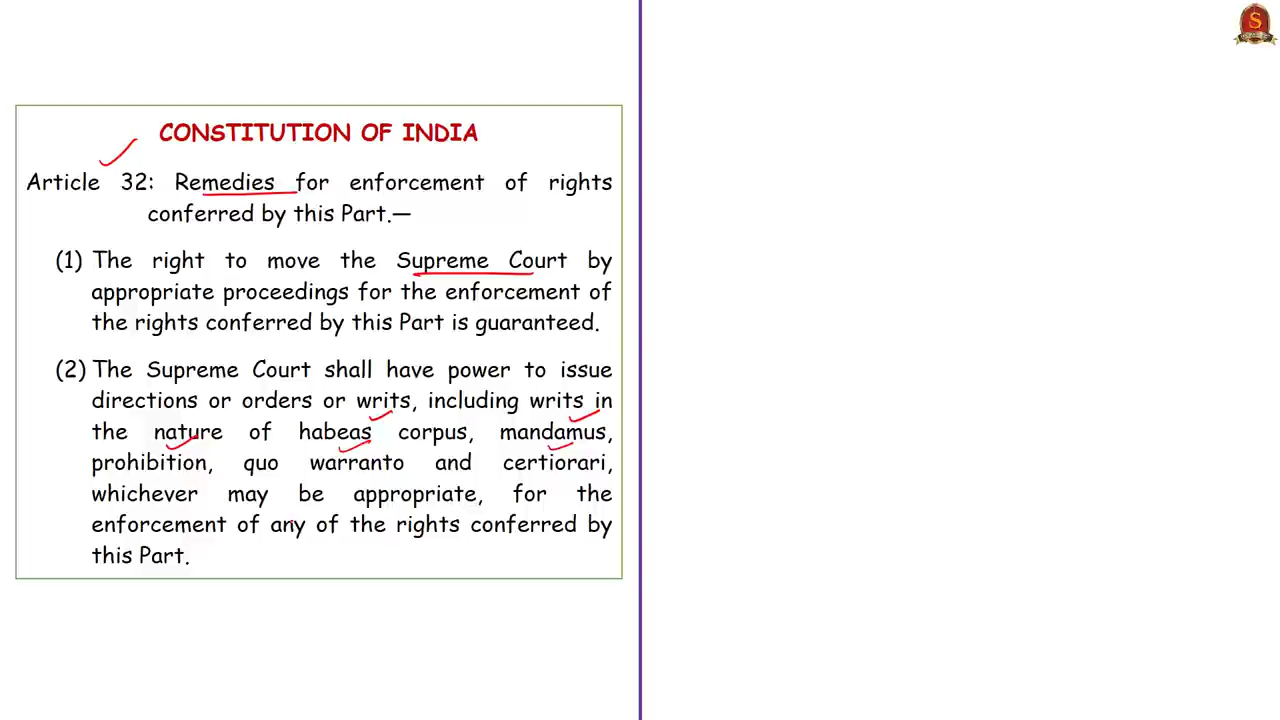 S
CONSTITUTION OF INDIA
Article 32: Remedies for enforcement of rights
conferred by this Part.—
(1) The right to move the Supreme Court by
appropriate proceedings for the enforcement of
the rights conferred by this Part is guaranteed.
(2) The Supreme Court shall have power to issue
directions or orders or writs, including writs in
the nature of habeas corpus, mandamus,
prohibition, quo warranto and certiorari,
whichever may be appropriate, for the
enforcement of any of the rights conferred by
this Part.